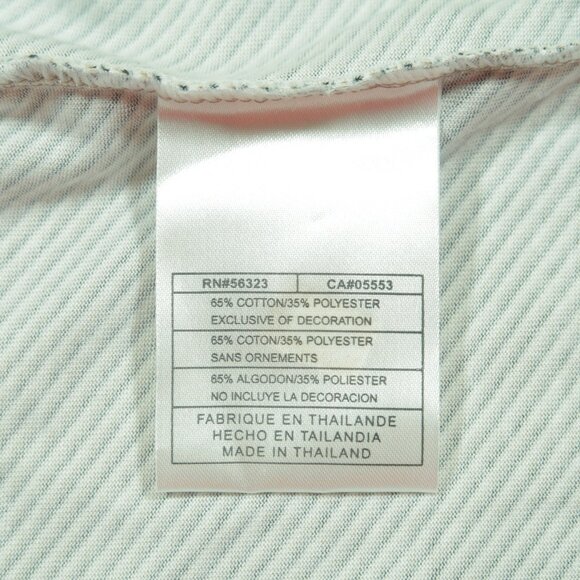 RN#56323 CA#05553
65% COTTON/35% POLYESTER
EXCLUSIVE OF DECORATION
65% COTON/35% POLYESTER
SANS ORNEMENTS
65% ALGODON/35% POLIESTER
NO INCLUYE LA DECORACION
FABRIQUE EN THAILANDE
HECHO EN TAILANDIA
MADE IN THAILAND